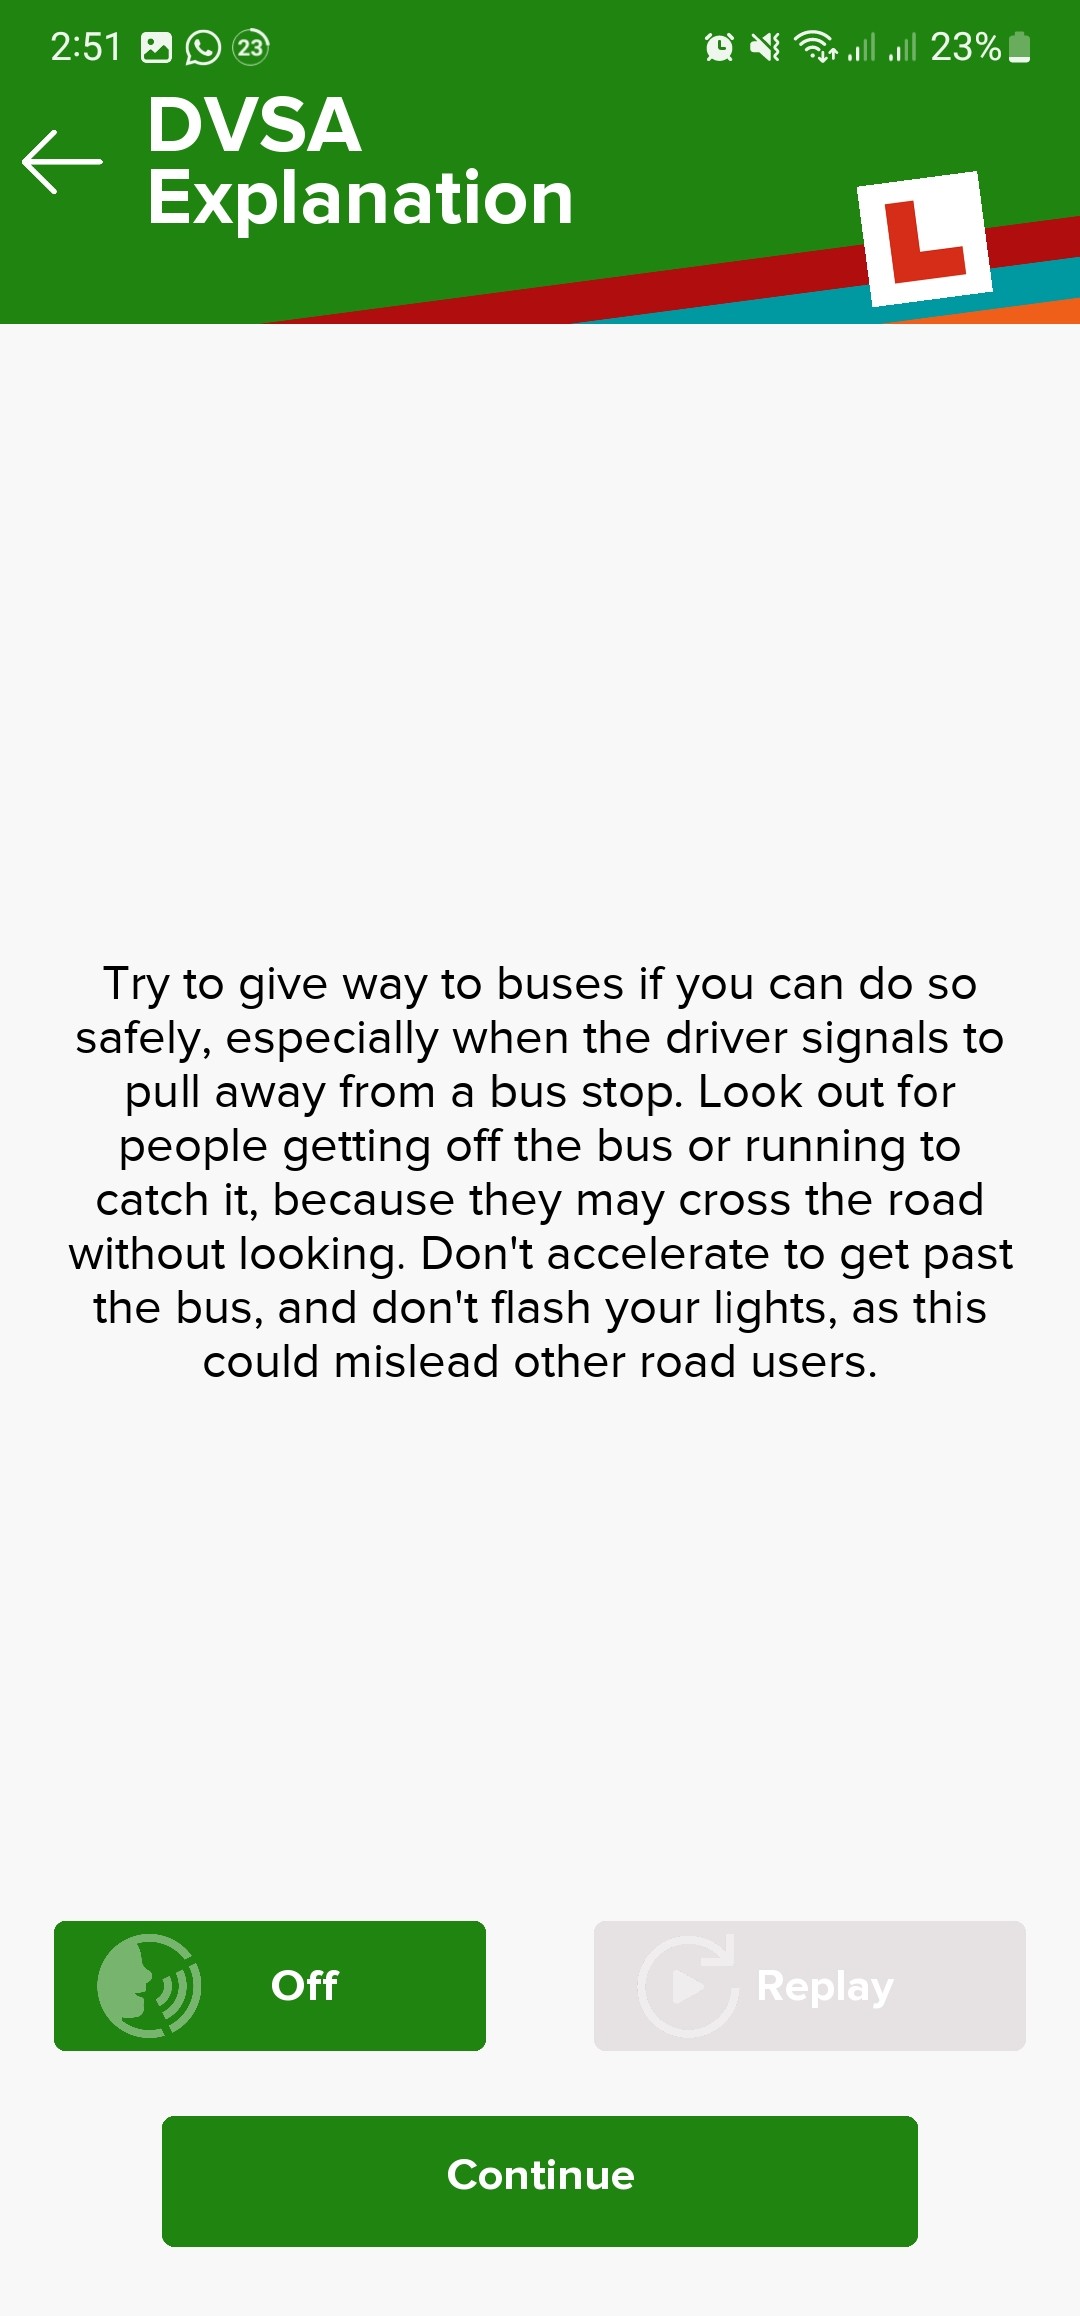 2:51 23 23%
DVSA
Explanation
L
Try to give way to buses if you can do so
safely, especially when the driver signals to
pull away from a bus stop. Look out for
people getting off the bus or running to
catch it, because they may cross the road
without looking. Don't accelerate to get past
the bus, and don't flash your lights, as this
could mislead other road users.
Off
Replay
Continue